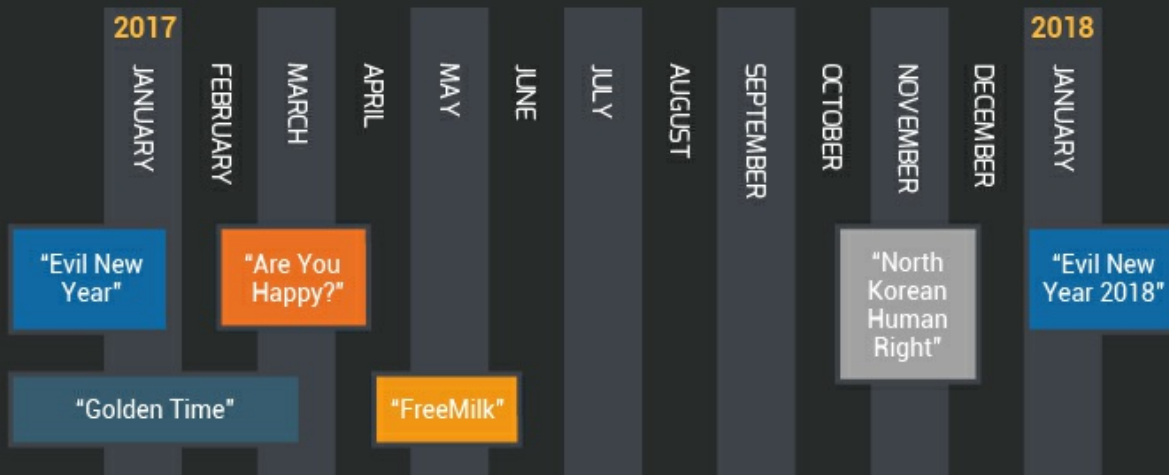 2017
2018
JANUARY
FEBRUARY
MARCH
APRIL
MAY
JUNE
JULY
AUGUST
SEPTEMBER
OCTOBER
NOVEMBER
DECEMBER
JANUARY
“Evil New
Year”
“Are You
Happy?”
“North
Korean
Human
Right”
“Evil New
Year 2018”
“Golden Time”
“FreeMilk”